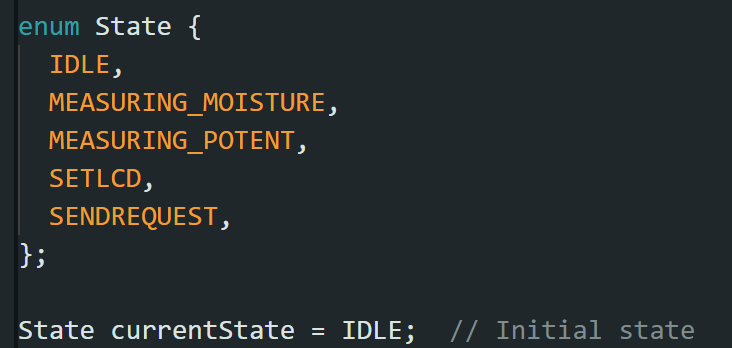 enum State {
  IDLE,
  MEASURING_MOISTURE,
  MEASURING_POTENT,
  SETLCD,
  SENDREQUEST,
};
State currentState = IDLE;  // Initial state